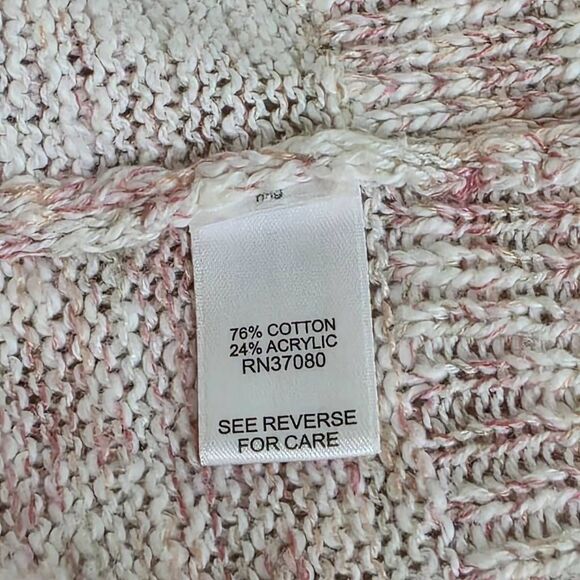 76% COTTON
24% ACRYLIC
RN37080
SEE REVERSE
FOR CARE